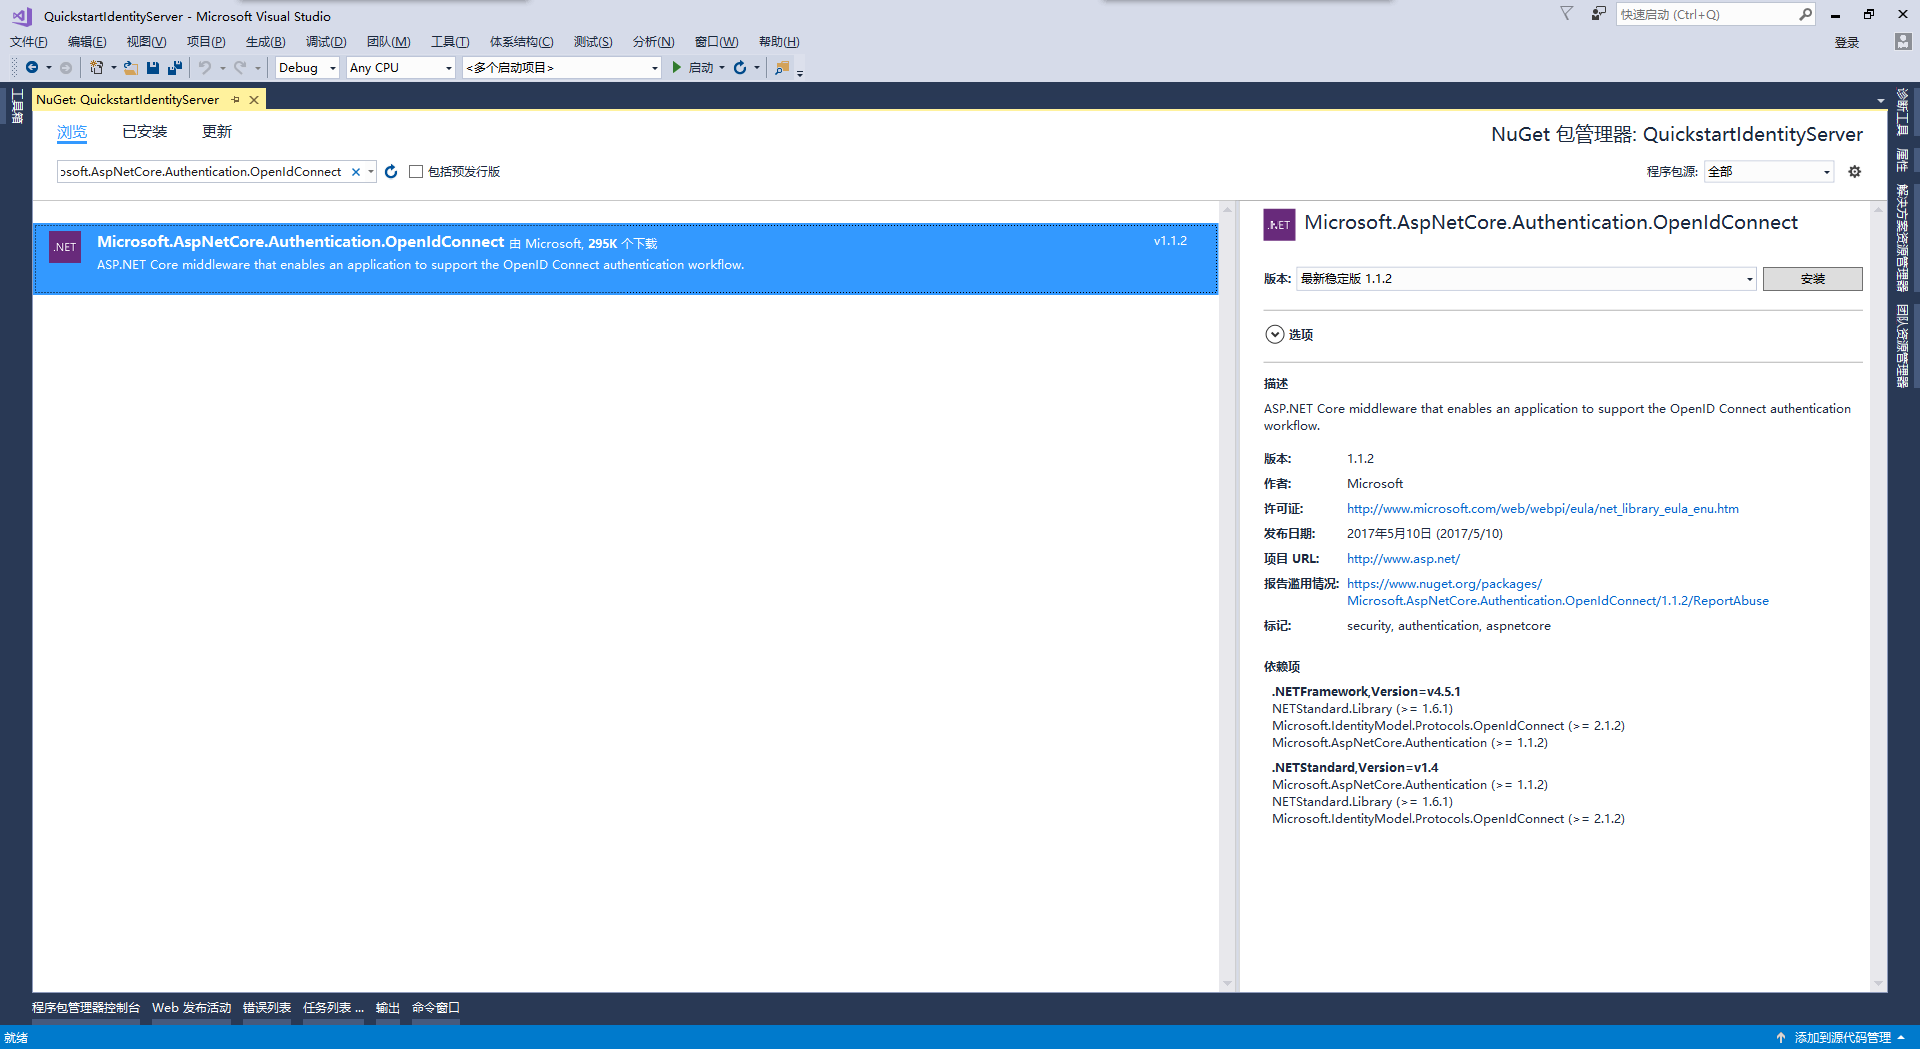 QuickstartIdentityServer - Microsoft Visual Studio
快速启动 (Ctrl+Q)
文件(F) 编辑(E) 视图(V) 项目(P) 生成(B) 调试(D) 团队(M) 工具(T) 体系结构(C) 测试(S) 分析(N) 窗口(W) 帮助(H)
登录
Debug Any CPU <多个启动项目> 启动
工具箱
NuGet: QuickstartIdentityServer
浏览 已安装 更新
NuGet 包管理器: QuickstartIdentityServer
osoft.AspNetCore.Authentication.OpenIdConnect
包括预发行版
程序包源: 全部
.NET
Microsoft.AspNetCore.Authentication.OpenIdConnect 由 Microsoft, 295K 个下载
v1.1.2
ASP.NET Core middleware that enables an application to support the OpenID Connect authentication workflow.
.NET
Microsoft.AspNetCore.Authentication.OpenIdConnect
版本: 最新稳定版 1.1.2
安装
选项
描述
ASP.NET Core middleware that enables an application to support the OpenID Connect authentication
workflow.
版本: 1.1.2
作者: Microsoft
许可证: http://www.microsoft.com/web/webpi/eula/net_library_eula_enu.htm
发布日期: 2017年5月10日 (2017/5/10)
项目 URL: http://www.asp.net/
报告滥用情况: https://www.nuget.org/packages/
Microsoft.AspNetCore.Authentication.OpenIdConnect/1.1.2/ReportAbuse
标记: security, authentication, aspnetcore
依赖项
.NETFramework,Version=v4.5.1
NETStandard.Library (>= 1.6.1)
Microsoft.IdentityModel.Protocols.OpenIdConnect (>= 2.1.2)
Microsoft.AspNetCore.Authentication (>= 1.1.2)
.NETStandard,Version=v1.4
Microsoft.AspNetCore.Authentication (>= 1.1.2)
NETStandard.Library (>= 1.6.1)
Microsoft.IdentityModel.Protocols.OpenIdConnect (>= 2.1.2)
诊断工具
属性
解决方案资源管理器
团队资源管理器
程序包管理器控制台 Web 发布活动 错误列表 任务列表 ... 输出 命令窗口
就绪
添加到源代码管理